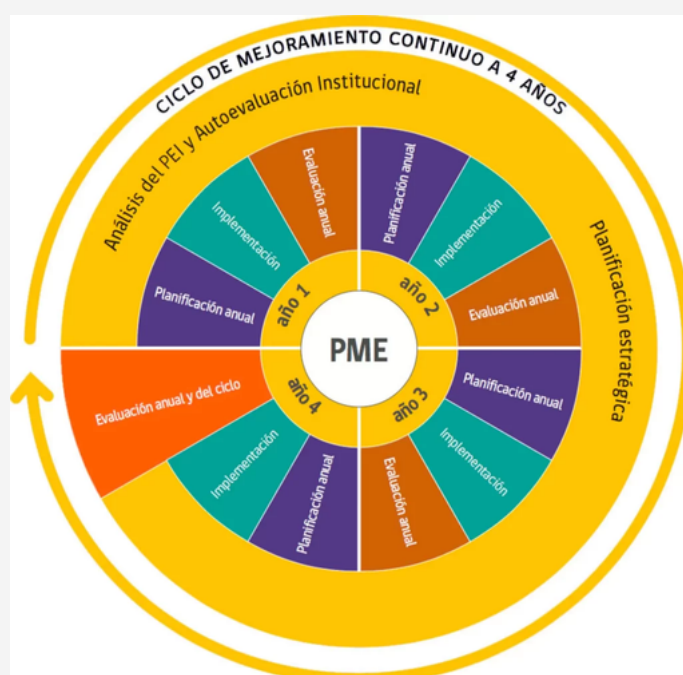 CICLO DE MEJORAMIENTO CONTINUO A 4 AÑOS
Análisis del PEI y Autoevaluación Institucional
Planificación estratégica
PME
año 1
Planificación anual
Implementación
Evaluación anual
año 2
Planificación anual
Implementación
Evaluación anual
año 3
Planificación anual
Implementación
Evaluación anual
año 4
Planificación anual
Implementación
Evaluación anual y del ciclo